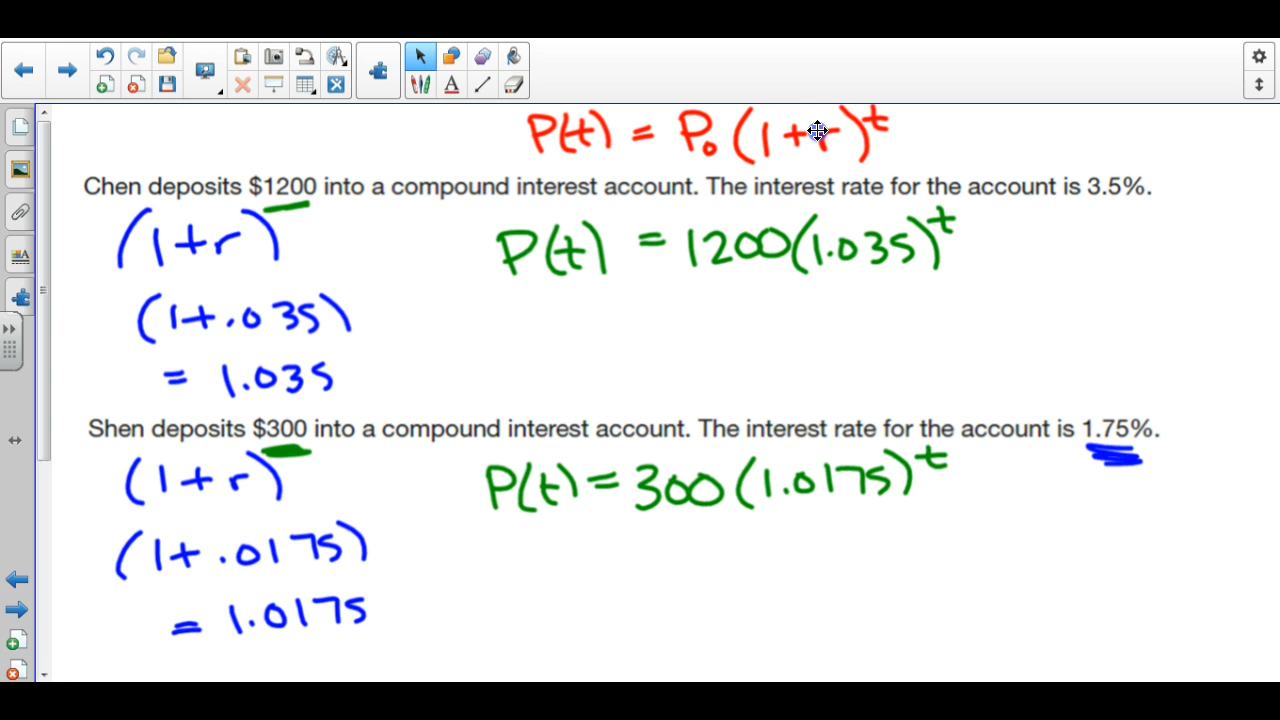 P(t) = P₀ (1+r)^t
Chen deposits $1200 into a compound interest account. The interest rate for the account is 3.5%.
(1+r)
P(t) = 1200(1.035)^t
(1+.035)
= 1.035
Shen deposits $300 into a compound interest account. The interest rate for the account is 1.75%.
(1+r)
P(t) = 300(1.0175)^t
(1+.0175)
= 1.0175